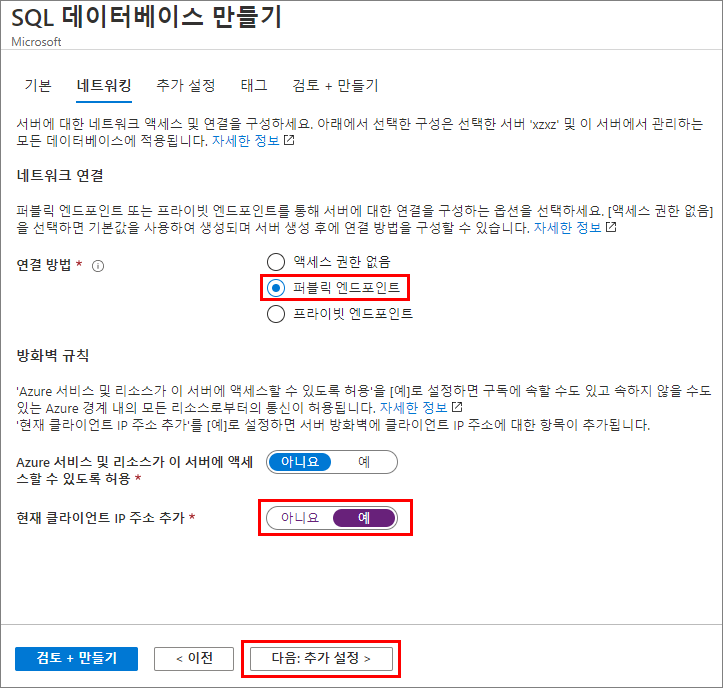 SQL 데이터베이스 만들기
Microsoft
기본 네트워킹 추가 설정 태그 검토 + 만들기
서버에 대한 네트워크 액세스 및 연결을 구성하세요. 아래에서 선택한 구성은 선택한 서버 'xzxz' 및 이 서버에서 관리하는
모든 데이터베이스에 적용됩니다. 자세한 정보
네트워크 연결
퍼블릭 엔드포인트 또는 프라이빗 엔드포인트를 통해 서버에 대한 연결을 구성하는 옵션을 선택하세요. [액세스 권한 없음]
을 선택하면 기본값을 사용하여 생성되며 서버 생성 후에 연결 방법을 구성할 수 있습니다. 자세한 정보
연결 방법 *
액세스 권한 없음
퍼블릭 엔드포인트
프라이빗 엔드포인트
방화벽 규칙
'Azure 서비스 및 리소스가 이 서버에 액세스할 수 있도록 허용'을 [예]로 설정하면 구독에 속할 수도 있고 속하지 않을 수도
있는 Azure 경계 내의 모든 리소스로부터의 통신이 허용됩니다. 자세한 정보
'현재 클라이언트 IP 주소 추가'를 [예]로 설정하면 서버 방화벽에 클라이언트 IP 주소에 대한 항목이 추가됩니다.
Azure 서비스 및 리소스가 이 서버에 액세 아니요 예
스할 수 있도록 허용 *
현재 클라이언트 IP 주소 추가 * 아니요 예
검토 + 만들기 < 이전 다음: 추가 설정 >